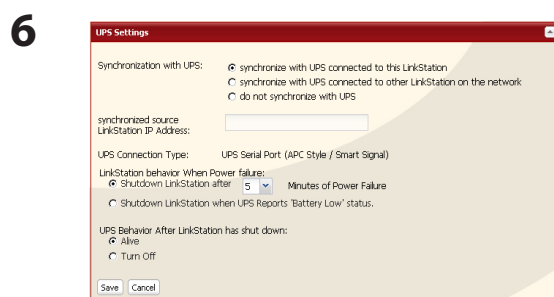 6
UPS Settings
Synchronization with UPS:
synchronize with UPS connected to this LinkStation
synchronize with UPS connected to other LinkStation on the network
do not synchronize with UPS
synchronized source
LinkStation IP Address:
UPS Connection Type: UPS Serial Port (APC Style / Smart Signal)
LinkStation behavior When Power failure:
Shutdown LinkStation after 5 Minutes of Power Failure
Shutdown LinkStation when UPS Reports 'Battery Low' status.
UPS Behavior After LinkStation has shut down:
Alive
Turn Off
Save Cancel